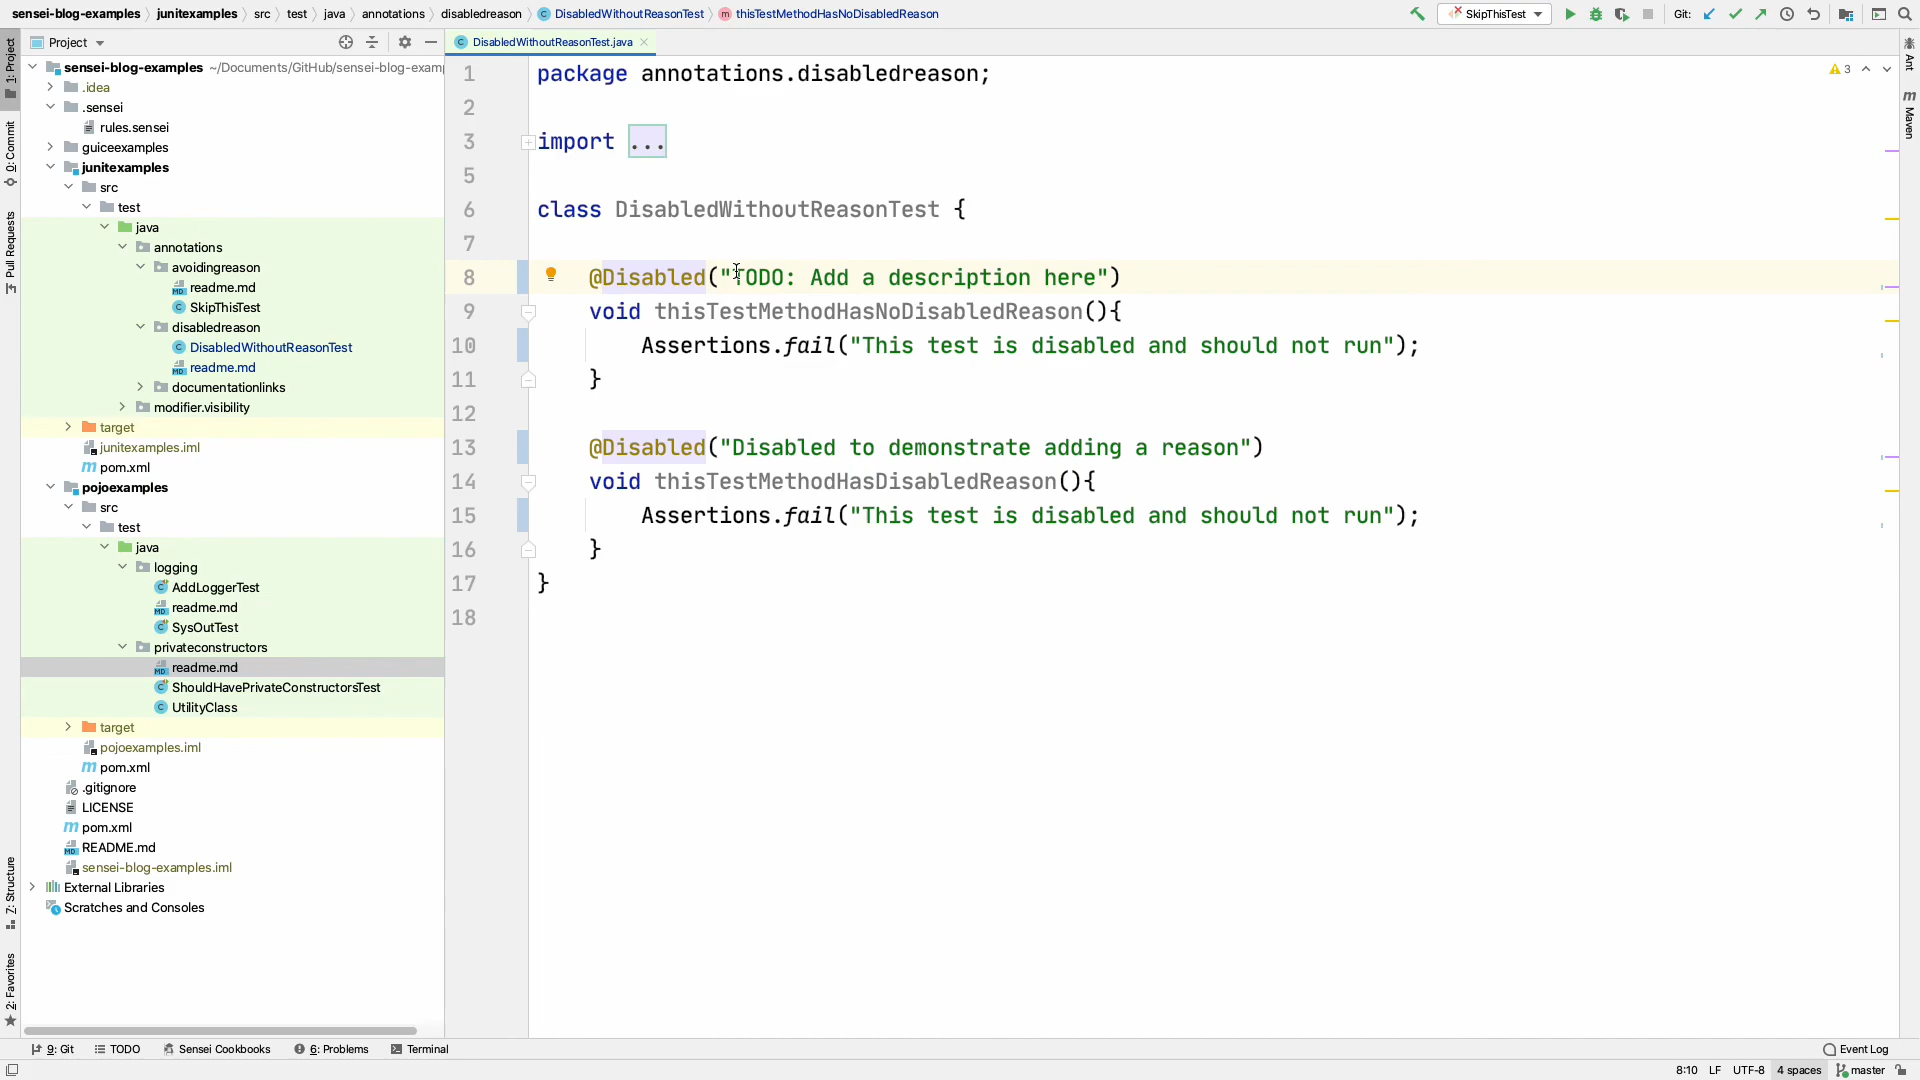 sensei-blog-examples junitexamples src test java annotations disabledreason DisabledWithoutReasonTest thisTestMethodHasNoDisabledReason SkipThisTest Git:
Project DisabledWithoutReasonTest.java
1: Project
0: Commit
Pull Requests
Z: Structure
2: Favorites
sensei-blog-examples ~/Documents/GitHub/sensei-blog-exam
.idea
.sensei
rules.sensei
guiceexamples
junitexamples
src
test
java
annotations
avoidingreason
readme.md
SkipThisTest
disabledreason
DisabledWithoutReasonTest
readme.md
documentationlinks
modifier.visibility
target
junitexamples.iml
pom.xml
pojoexamples
src
test
java
logging
AddLoggerTest
readme.md
SysOutTest
privateconstructors
readme.md
ShouldHavePrivateConstructorsTest
UtilityClass
target
pojoexamples.iml
pom.xml
.gitignore
LICENSE
pom.xml
README.md
sensei-blog-examples.iml
External Libraries
Scratches and Consoles
1 package annotations.disabledreason;
2
3 import ...
5
6 class DisabledWithoutReasonTest {
7
8 @Disabled("TODO: Add a description here")
9 void thisTestMethodHasNoDisabledReason(){
10 Assertions.fail("This test is disabled and should not run");
11 }
12
13 @Disabled("Disabled to demonstrate adding a reason")
14 void thisTestMethodHasDisabledReason(){
15 Assertions.fail("This test is disabled and should not run");
16 }
17 }
18
3
Ant
Maven
9: Git TODO Sensei Cookbooks 6: Problems Terminal Event Log
8:10 LF UTF-8 4 spaces master